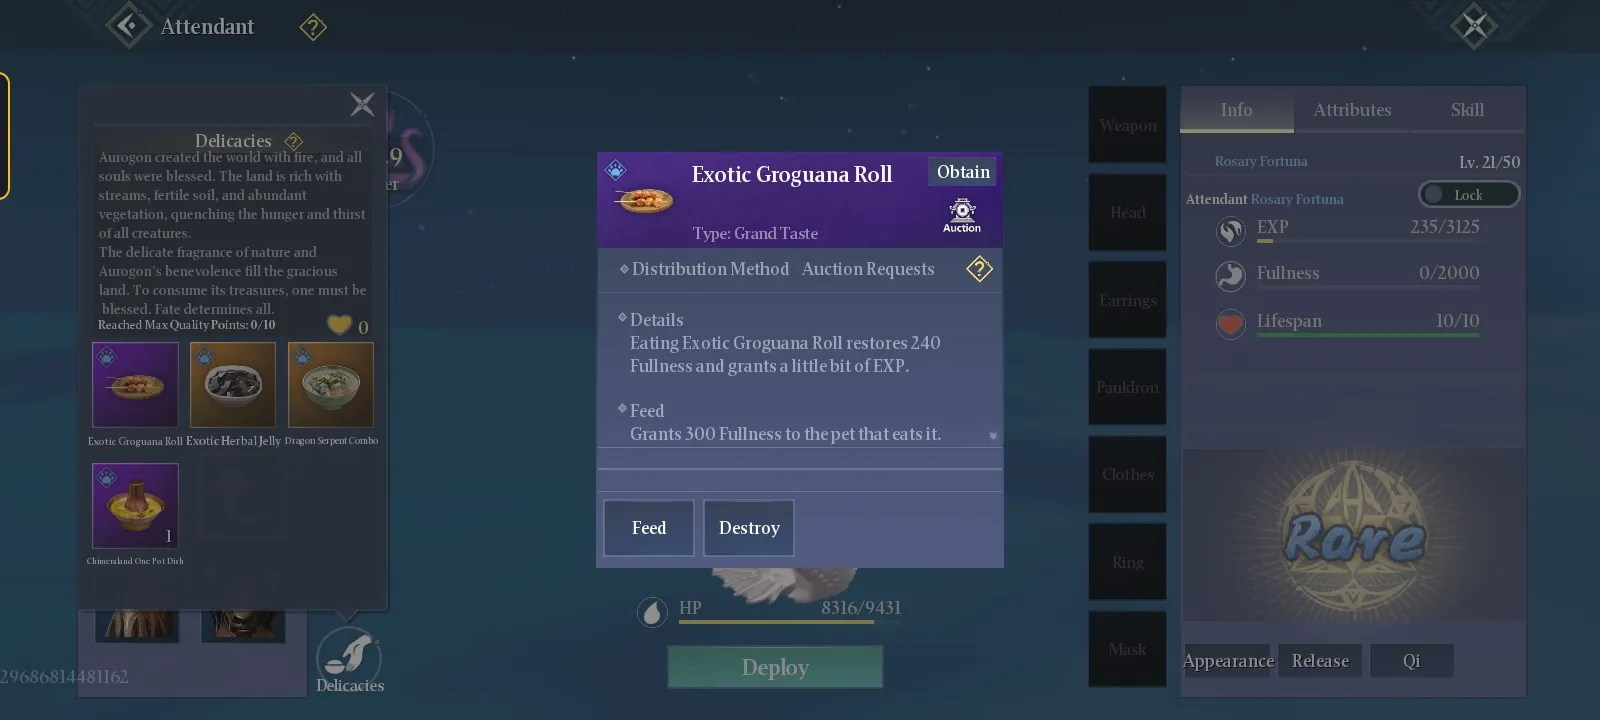 Attendant
?
Delicacies ?
Aurogon created the world with fire, and all
souls were blessed. The land is rich with
streams, fertile soil, and abundant
vegetation, quenching the hunger and thirst
of all creatures.
The delicate fragrance of nature and
Aurogon's benevolence fill the gracious
land. To consume its treasures, one must be
blessed. Fate determines all.
Reached Max Quality Points: 0/10
0
Exotic Groguana Roll
Exotic Herbal Jelly
Dragon Serpent Combo
1
Chimeraland One Pot Dish
29686814481162
Delicacies
.9
er
Exotic Groguana Roll
Obtain
Auction
Type: Grand Taste
Distribution Method Auction Requests ?
Details
Eating Exotic Groguana Roll restores 240
Fullness and grants a little bit of EXP.
Feed
Grants 300 Fullness to the pet that eats it.
Feed
Destroy
HP 8316/9431
Deploy
Weapon
Head
Earrings
Pauldron
Clothes
Ring
Mask
Info
Attributes
Skill
Rosary Fortuna Lv. 21/50
Attendant Rosary Fortuna
Lock
EXP 235/3125
Fullness 0/2000
Lifespan 10/10
Rare
Appearance
Release
Qi